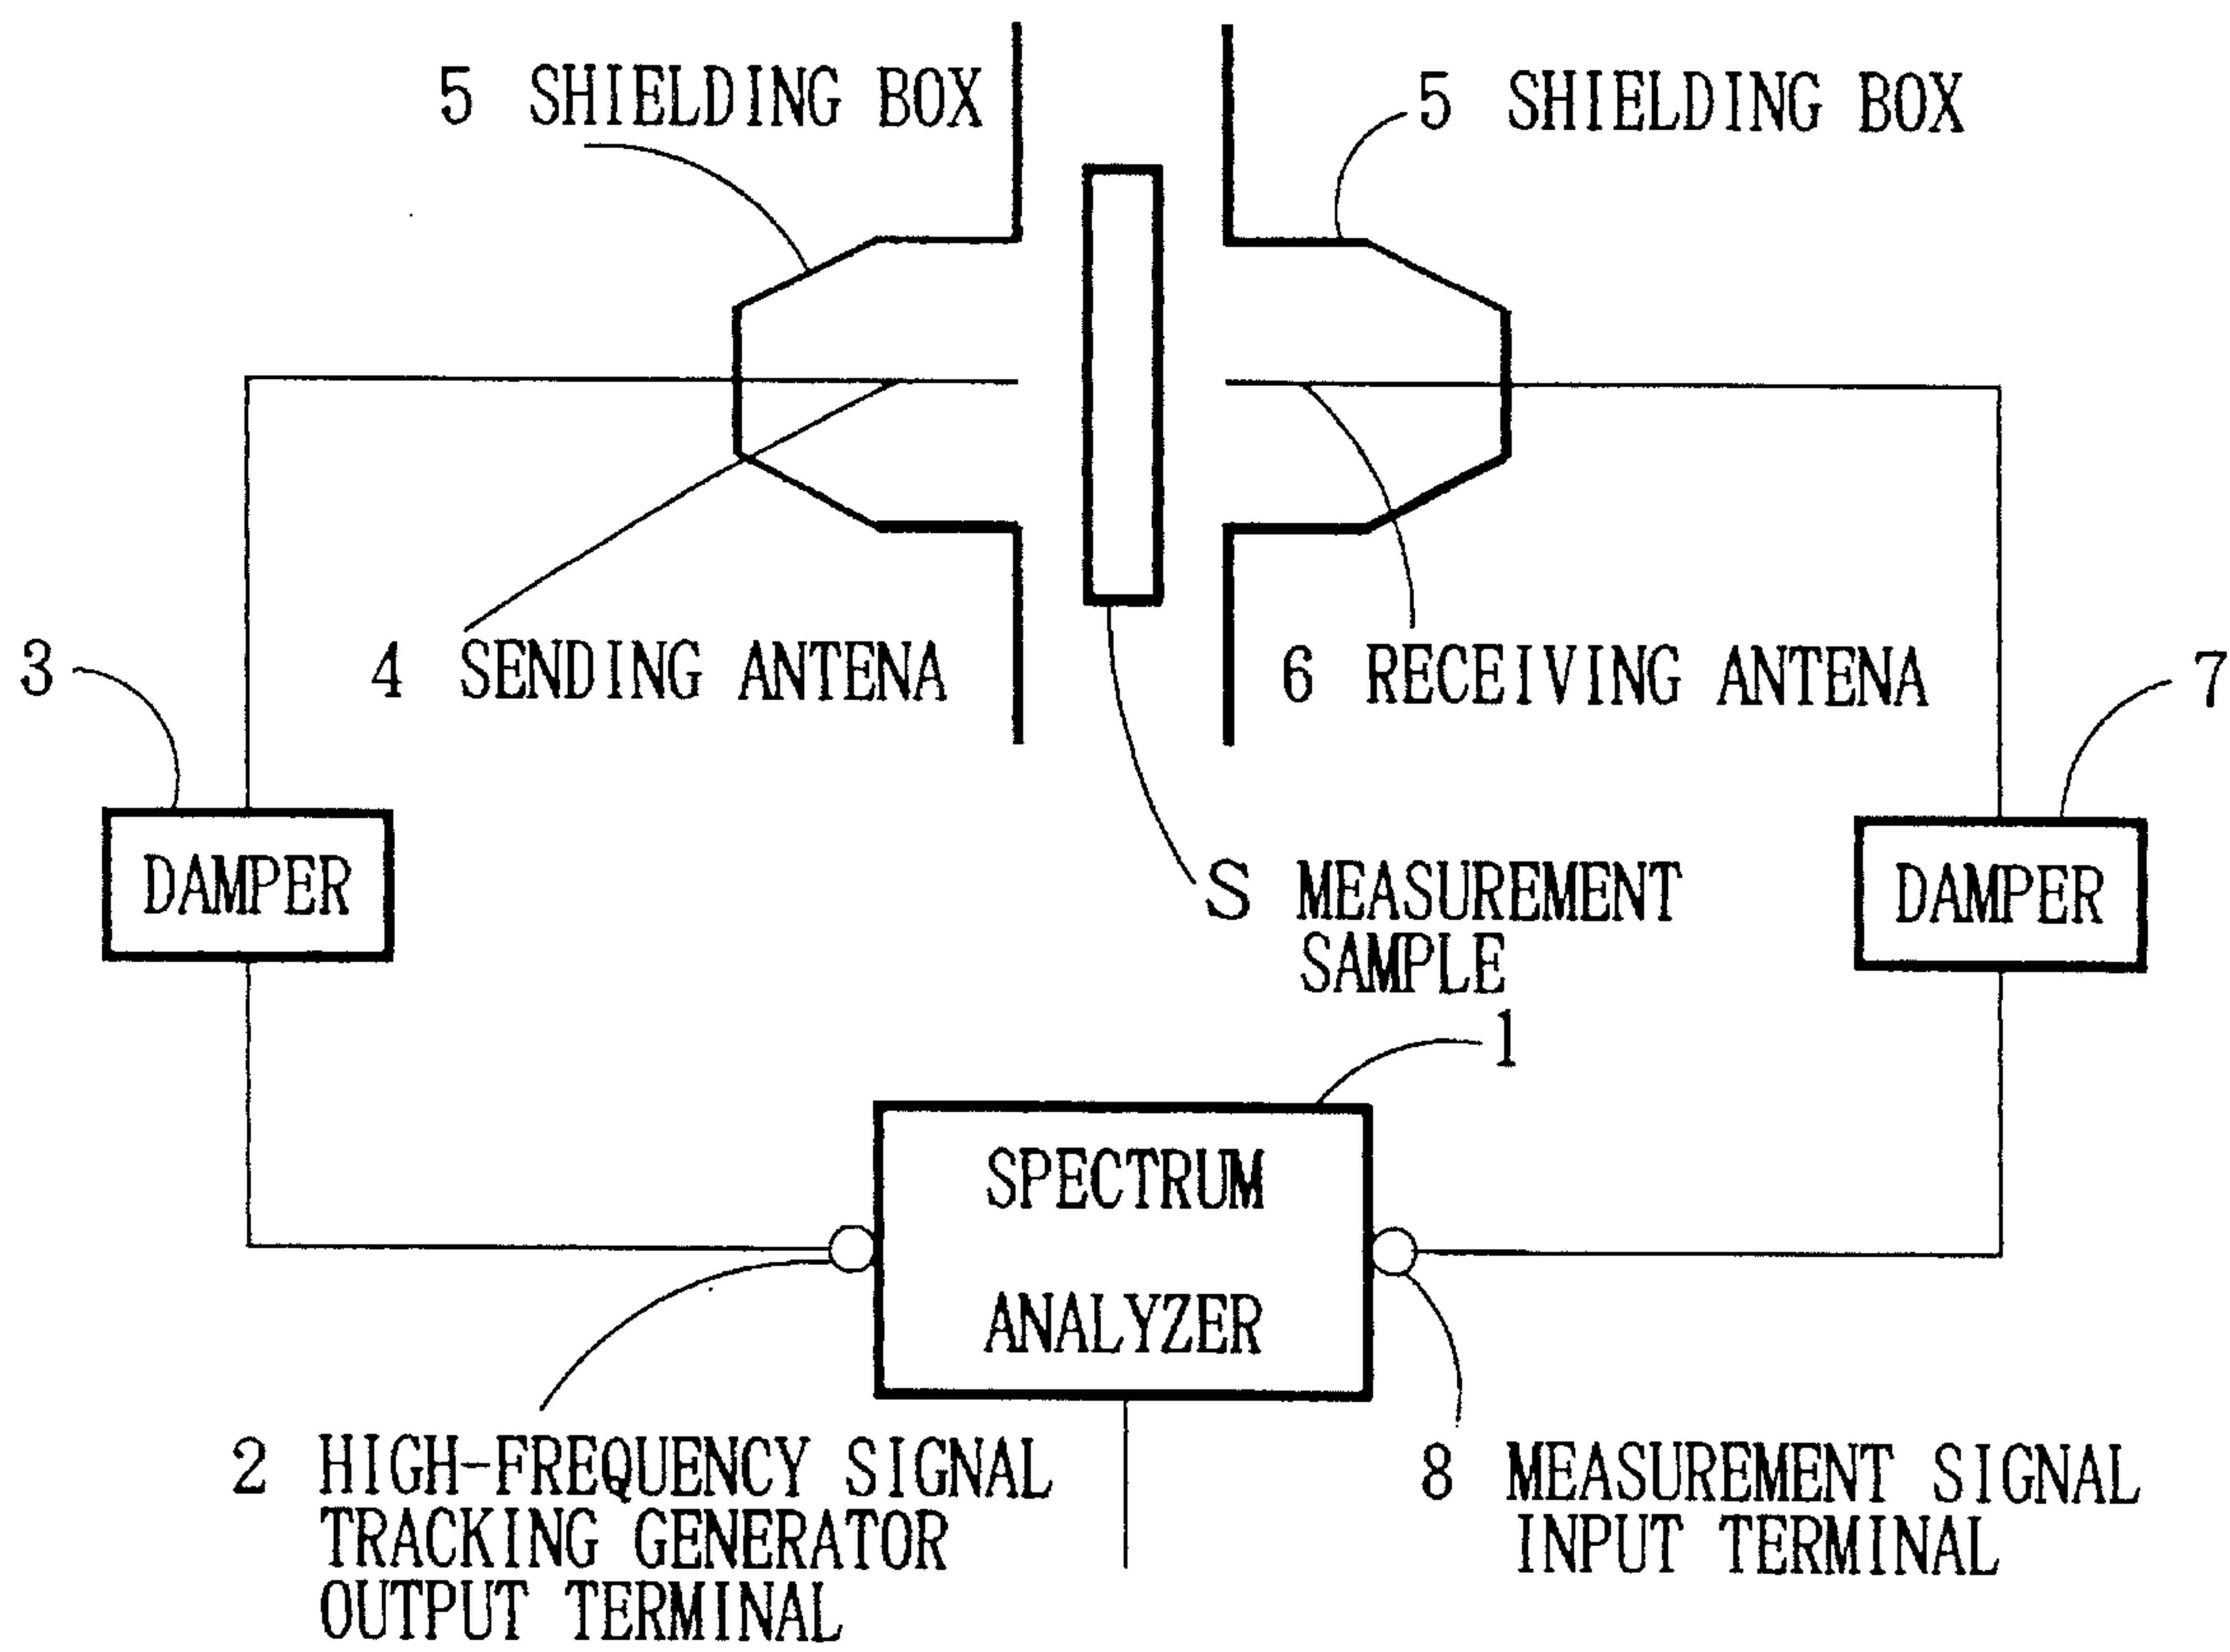 5 SHIELDING BOX
5 SHIELDING BOX
3
4 SENDING ANTENA
6 RECEIVING ANTENA
7
DAMPER
S MEASUREMENT
SAMPLE
DAMPER
1
SPECTRUM
ANALYZER
2 HIGH-FREQUENCY SIGNAL
TRACKING GENERATOR
OUTPUT TERMINAL
8 MEASUREMENT SIGNAL
INPUT TERMINAL